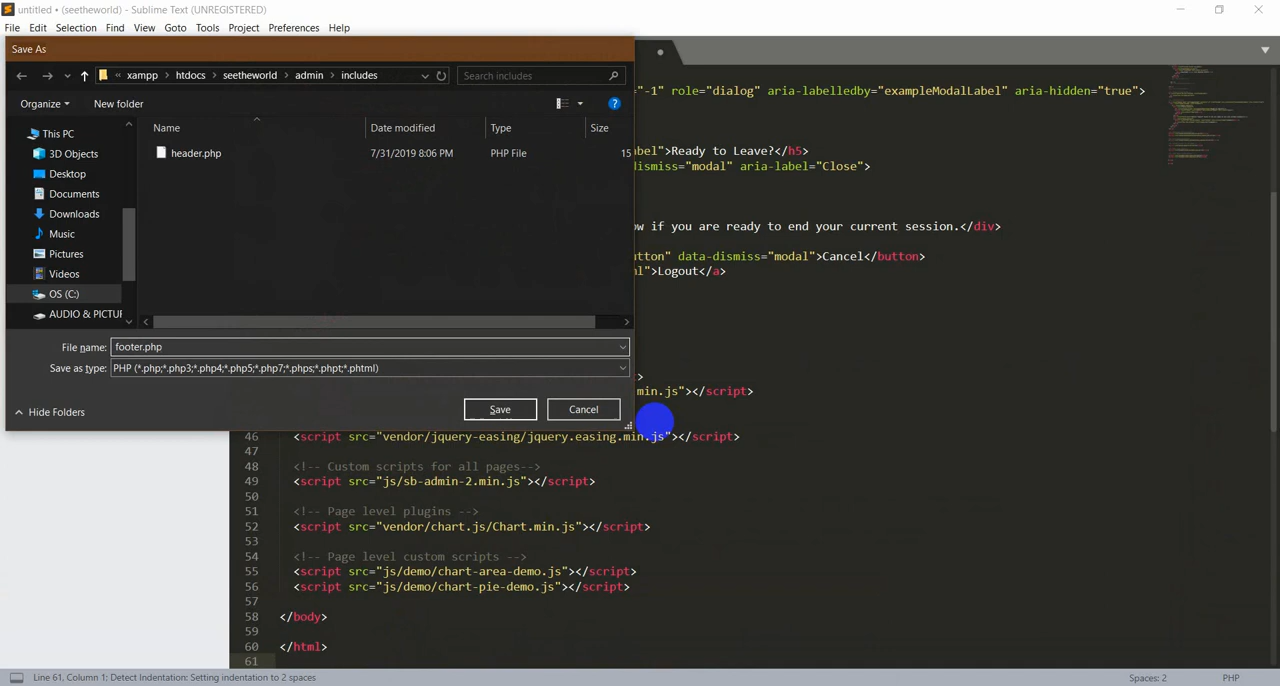 untitled • (seetheworld) - Sublime Text (UNREGISTERED)
File Edit Selection Find View Goto Tools Project Preferences Help
Save As
« xampp › htdocs › seetheworld › admin › includes
Search includes
Organize
New folder
Name
Date modified
Type
Size
header.php
7/31/2019 8:06 PM
PHP File
15
This PC
3D Objects
Desktop
Documents
Downloads
Music
Pictures
Videos
OS (C:)
AUDIO & PICTUR
File name: footer.php
Save as type: PHP (*.php;*.php3;*.php4;*.php5;*.php7;*.phps;*.phpt;*.phtml)
Hide Folders
Save
Cancel
="-1" role="dialog" aria-labelledby="exampleModalLabel" aria-hidden="true">
bel">Ready to Leave?</h5>
ismiss="modal" aria-label="Close">
ow if you are ready to end your current session.</div>
utton" data-dismiss="modal">Cancel</button>
ml">Logout</a>
>
min.js"></script>
46 <script src="vendor/jquery-easing/jquery.easing.min.js"></script>
47
48 <!-- Custom scripts for all pages-->
49 <script src="js/sb-admin-2.min.js"></script>
50
51 <!-- Page level plugins -->
52 <script src="vendor/chart.js/Chart.min.js"></script>
53
54 <!-- Page level custom scripts -->
55 <script src="js/demo/chart-area-demo.js"></script>
56 <script src="js/demo/chart-pie-demo.js"></script>
57
58 </body>
59
60 </html>
61
Line 61, Column 1; Detect Indentation: Setting indentation to 2 spaces
Spaces: 2
PHP